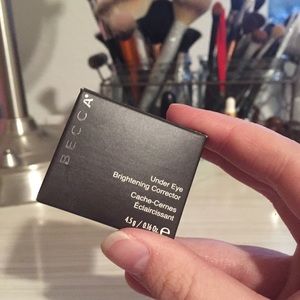 BECCA
Under Eye
Brightening Corrector
Cache-Cernes
Éclaircissant
4.5g / 0.16 Oz. ℮